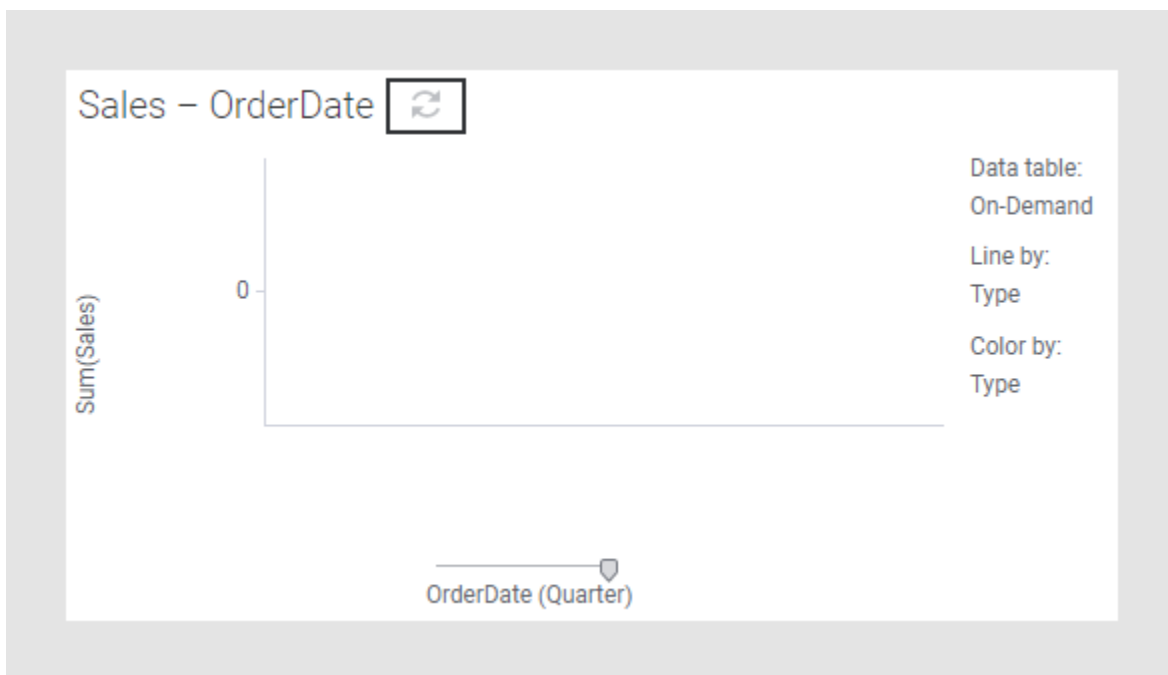 Sales – OrderDate
Data table:
On-Demand
Line by:
Type
Color by:
Type
0
Sum(Sales)
OrderDate (Quarter)